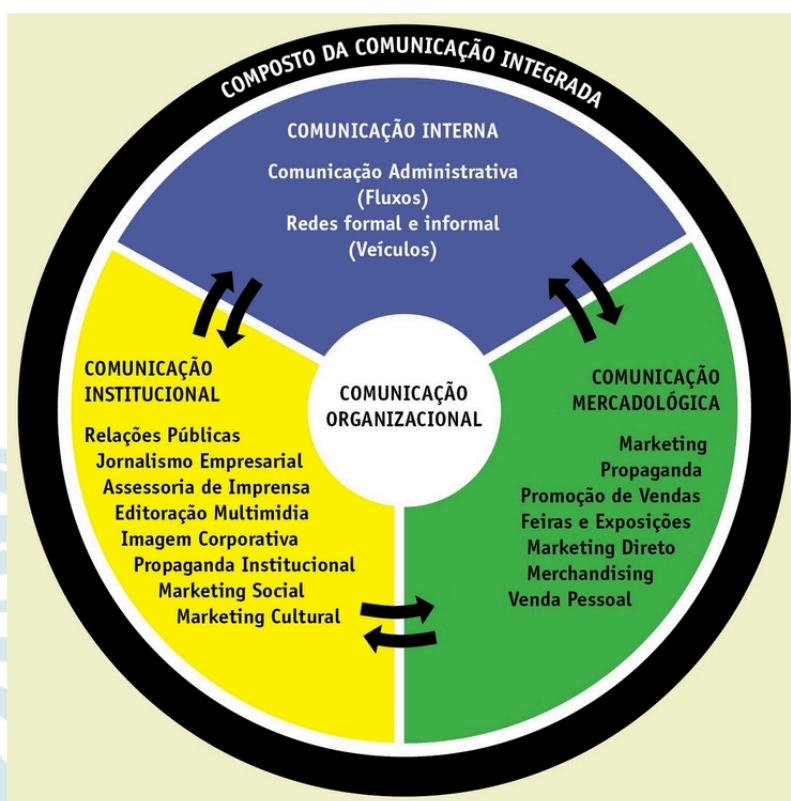 COMPOSTO DA COMUNICAÇÃO INTEGRADA
COMUNICAÇÃO INTERNA
Comunicação Administrativa
(Fluxos)
Redes formal e informal
(Veículos)
COMUNICAÇÃO
INSTITUCIONAL
Relações Públicas
Jornalismo Empresarial
Assessoria de Imprensa
Editoração Multimidia
Imagem Corporativa
Propaganda Institucional
Marketing Social
Marketing Cultural
COMUNICAÇÃO
ORGANIZACIONAL
COMUNICAÇÃO
MERCADOLÓGICA
Marketing
Propaganda
Promoção de Vendas
Feiras e Exposições
Marketing Direto
Merchandising
Venda Pessoal